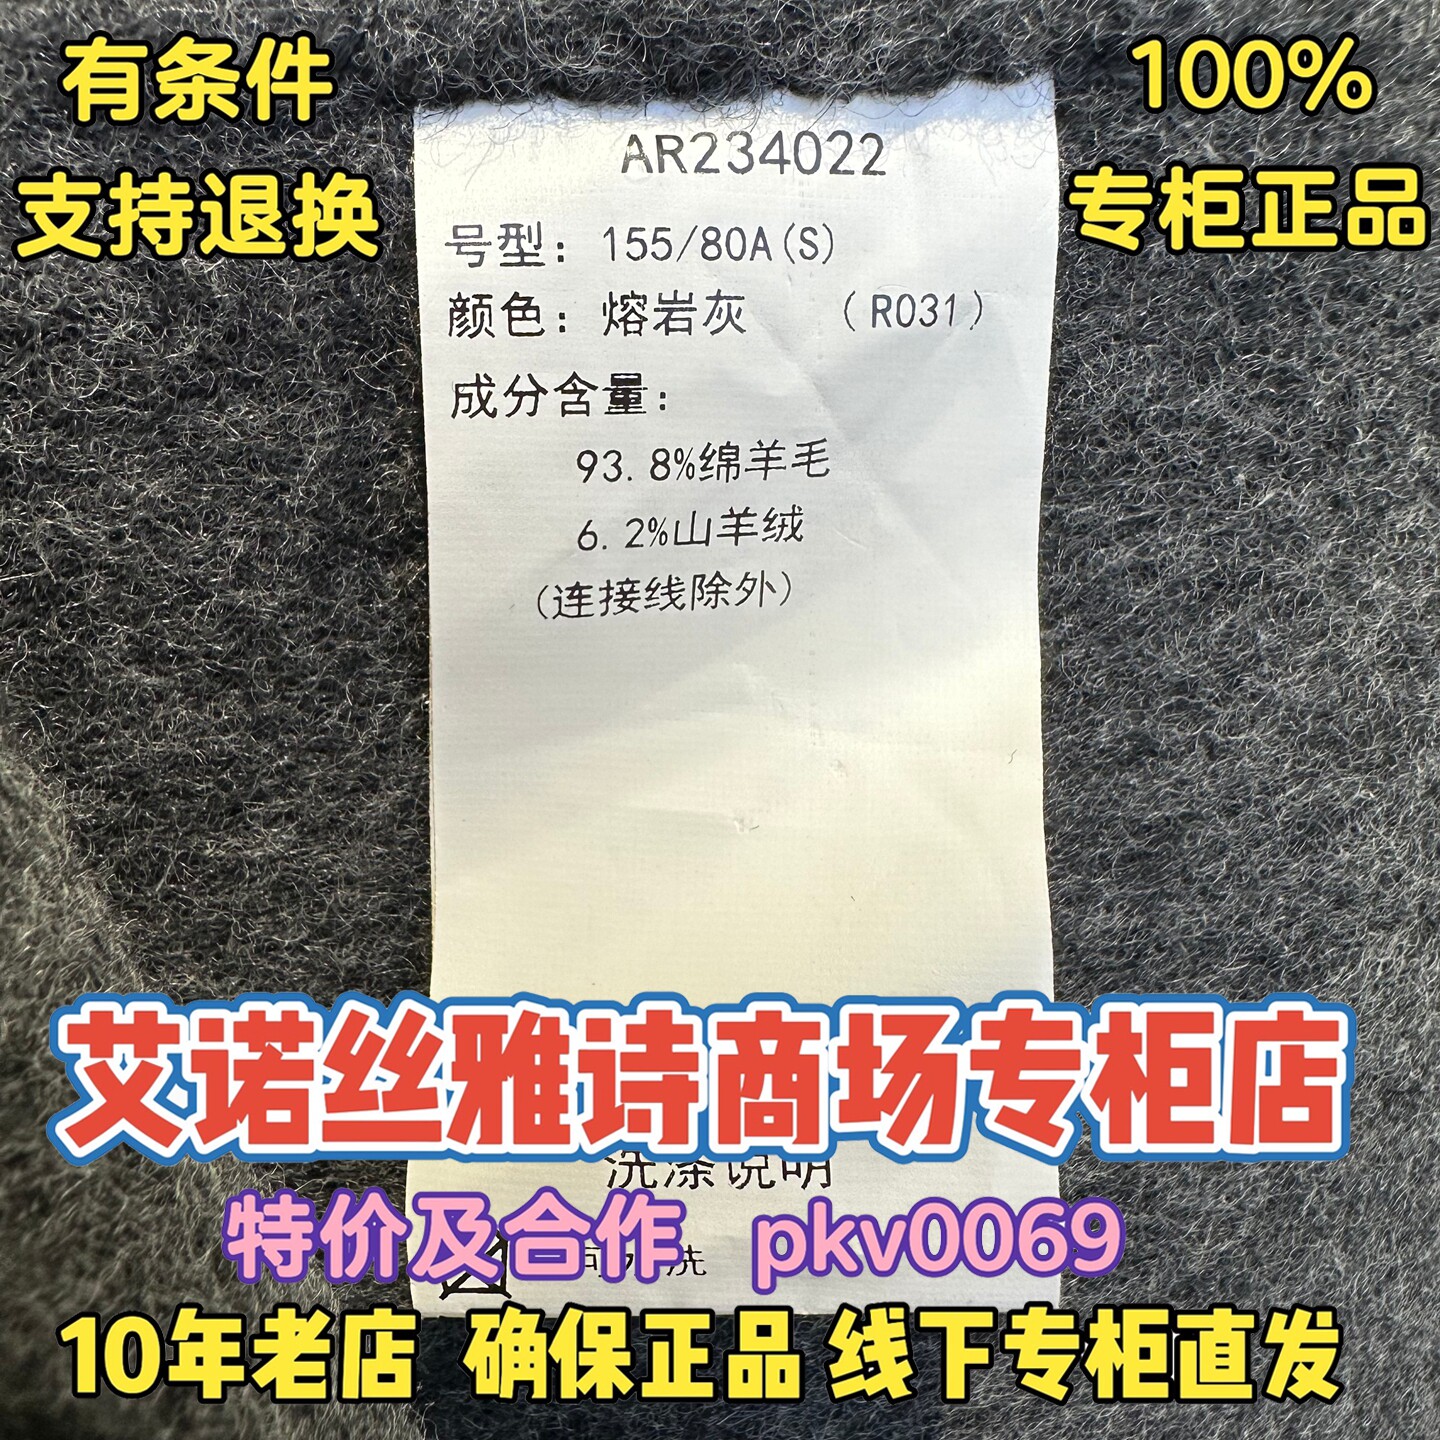 有条件
支持退换
100%
专柜正品
AR234022
号型：155/80A(S)
颜色：熔岩灰 （R031）
成分含量：
93.8%绵羊毛
6.2%山羊绒
(连接线除外)
艾诺丝雅诗商场专柜店
洗涤说明
特价及合作 pkv0069
10年老店 确保正品 线下专柜直发